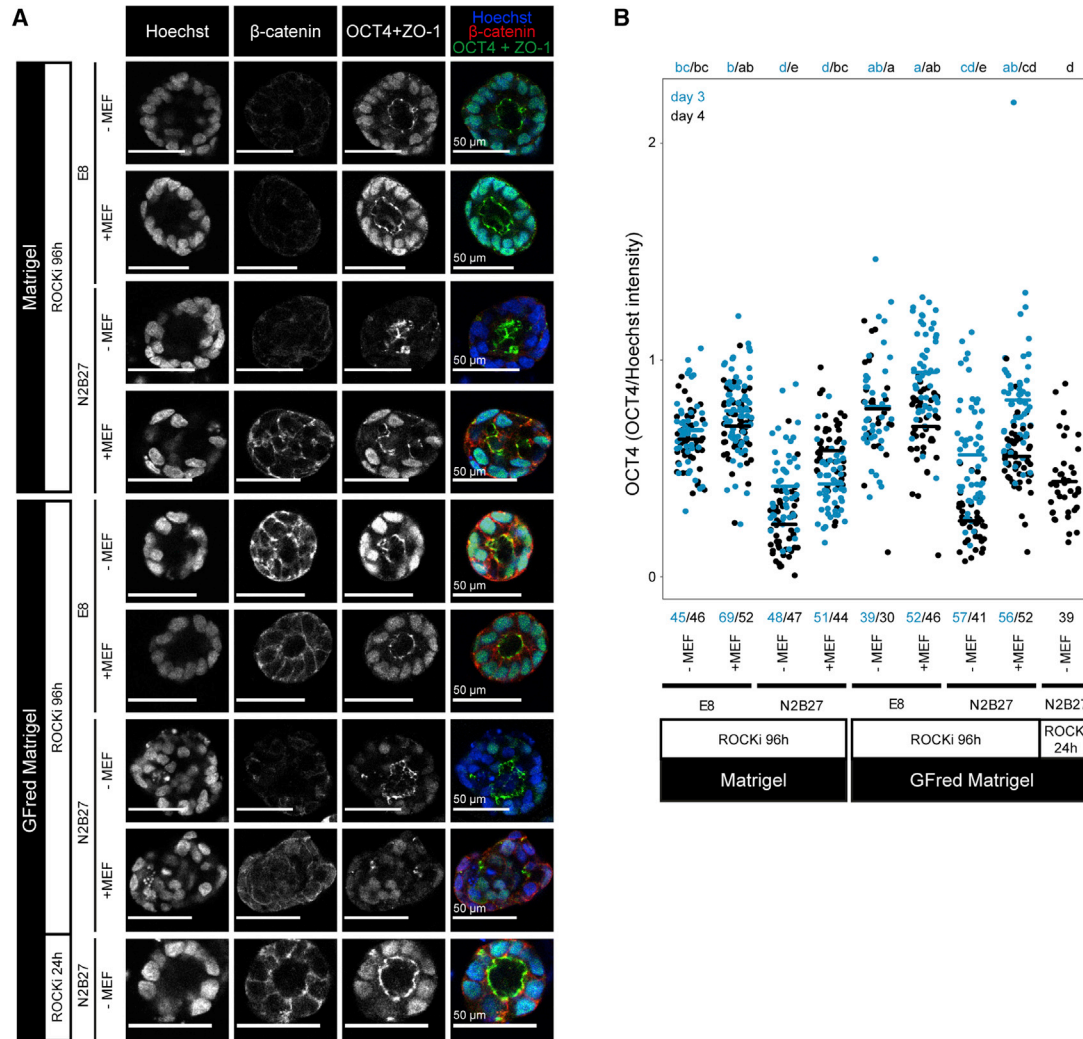 A
Hoechst
β-catenin
OCT4+ZO-1
Hoechst
β-catenin
OCT4 + ZO-1
Matrigel
ROCKi 96h
E8
- MEF
50 µm
+MEF
50 µm
N2B27
- MEF
50 µm
+MEF
50 µm
GFred Matrigel
ROCKi 96h
E8
- MEF
50 µm
+MEF
50 µm
N2B27
- MEF
50 µm
+MEF
50 µm
ROCKi 24h
N2B27
- MEF
50 µm
B
bc/bc b/ab d/e d/bc ab/a a/ab cd/e ab/cd d
day 3
day 4
OCT4 (OCT4/Hoechst intensity)
2
1
0
45/46 69/52 48/47 51/44 39/30 52/46 57/41 56/52 39
- MEF +MEF - MEF +MEF - MEF +MEF - MEF +MEF - MEF
E8 N2B27 E8 N2B27 N2B27
ROCKi 96h ROCKi 96h ROCK
24h
Matrigel GFred Matrigel